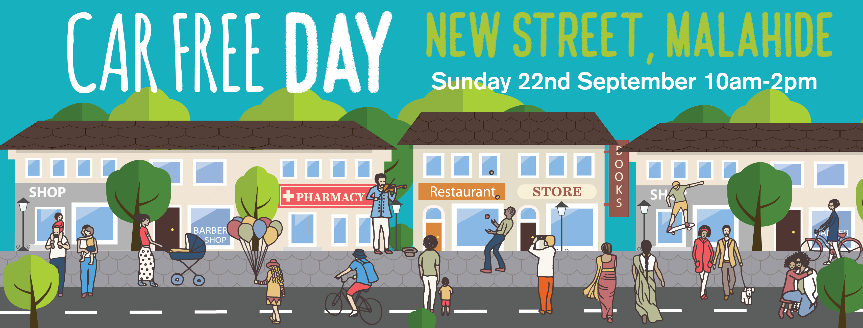 CAR FREE DAY
NEW STREET, MALAHIDE
Sunday 22nd September 10am-2pm
SHOP
BARBER
SHOP
PHARMACY
Restaurant
STORE
BOOKS
SH